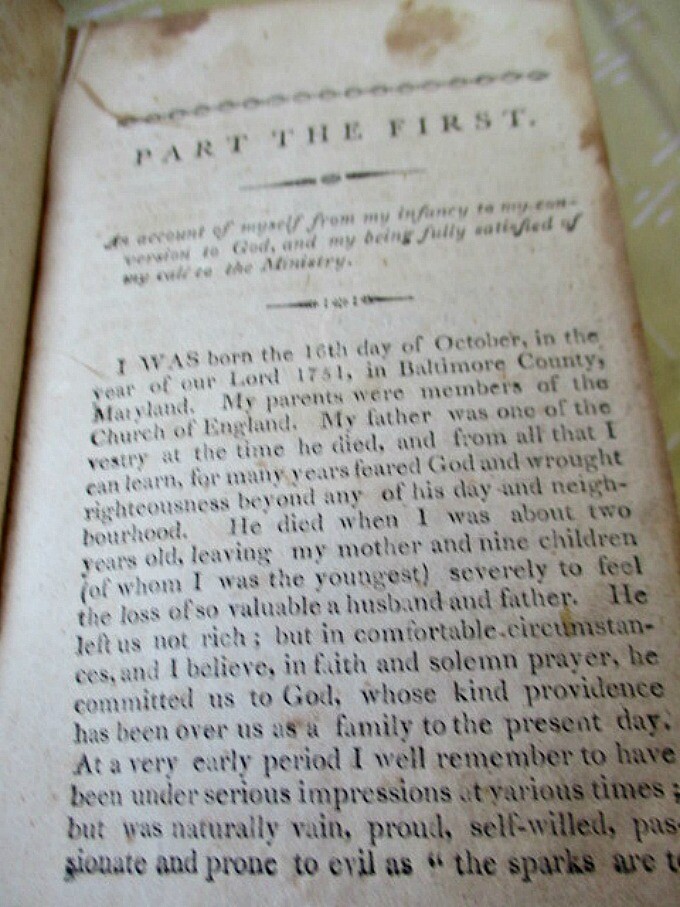 PART THE FIRST.
An account of myself from my infancy to my con-
version to God, and my being fully satisfied of
my call to the Ministry.
I WAS born the 16th day of October, in the
year of our Lord 1751, in Baltimore County,
Maryland. My parents were members of the
Church of England. My father was one of the
vestry at the time he died, and from all that I
can learn, for many years feared God and wrought
righteousness beyond any of his day and neigh-
bourhood. He died when I was about two
years old, leaving my mother and nine children
(of whom I was the youngest) severely to feel
the loss of so valuable a husband and father. He
left us not rich; but in comfortable circumstan-
ces, and I believe, in faith and solemn prayer, he
committed us to God, whose kind providence
has been over us as a family to the present day.
At a very early period I well remember to have
been under serious impressions at various times;
but was naturally vain, proud, self-willed, pas-
sionate and prone to evil as " the sparks are to